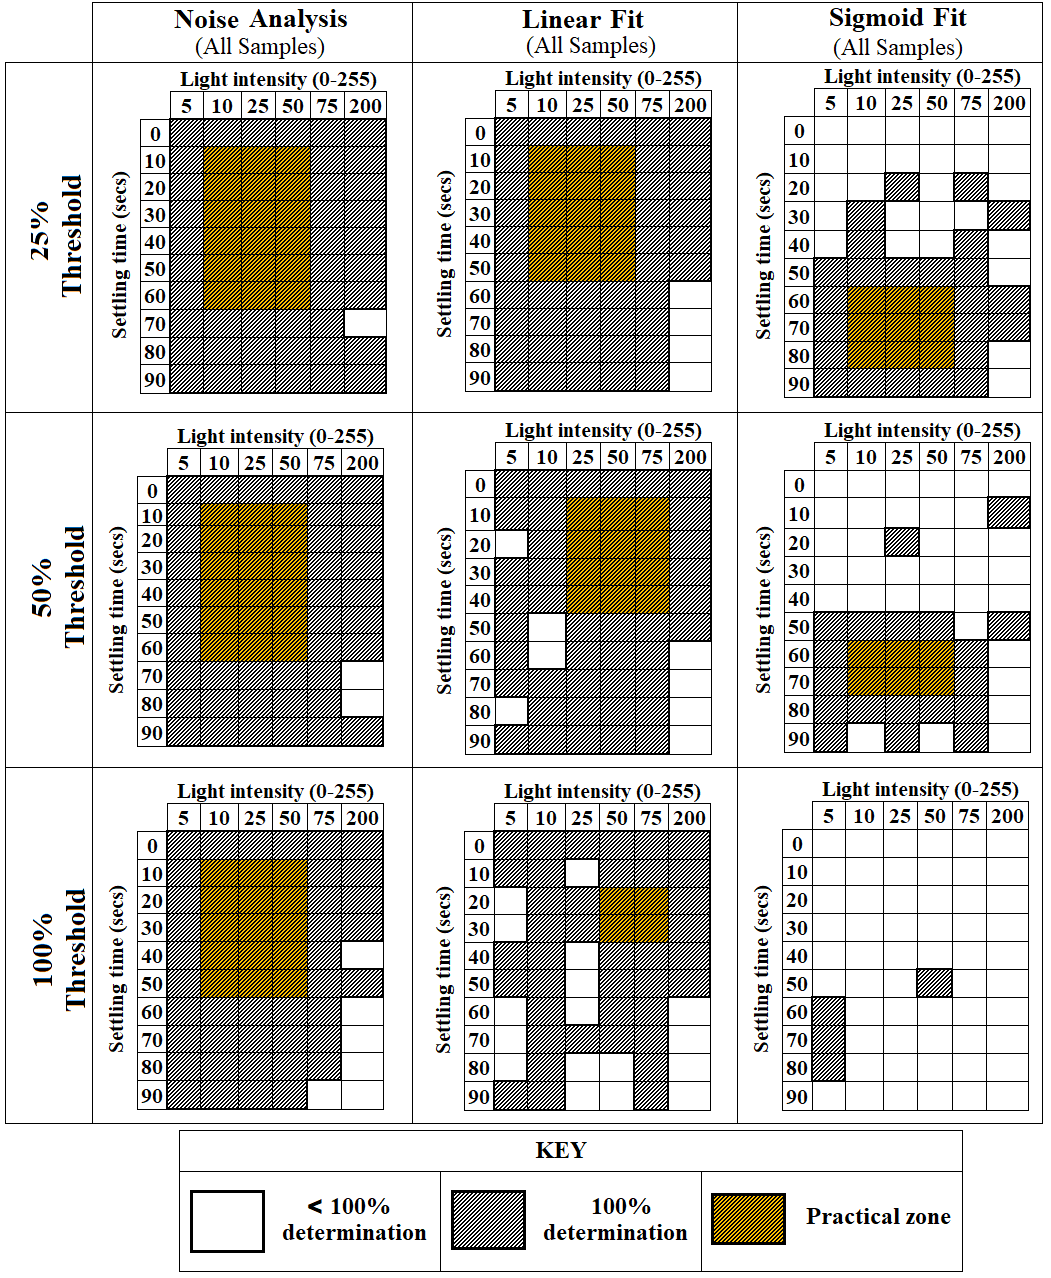 Noise Analysis
(All Samples)
Linear Fit
(All Samples)
Sigmoid Fit
(All Samples)
25%
Threshold
Light intensity (0-255)
5 10 25 50 75 200
Settling time (secs)
0
10
20
30
40
50
60
70
80
90
Light intensity (0-255)
5 10 25 50 75 200
Settling time (secs)
0
10
20
30
40
50
60
70
80
90
Light intensity (0-255)
5 10 25 50 75 200
Settling time (secs)
0
10
20
30
40
50
60
70
80
90
50%
Threshold
Light intensity (0-255)
5 10 25 50 75 200
Settling time (secs)
0
10
20
30
40
50
60
70
80
90
Light intensity (0-255)
5 10 25 50 75 200
Settling time (secs)
0
10
20
30
40
50
60
70
80
90
Light intensity (0-255)
5 10 25 50 75 200
Settling time (secs)
0
10
20
30
40
50
60
70
80
90
100%
Threshold
Light intensity (0-255)
5 10 25 50 75 200
Settling time (secs)
0
10
20
30
40
50
60
70
80
90
Light intensity (0-255)
5 10 25 50 75 200
Settling time (secs)
0
10
20
30
40
50
60
70
80
90
Light intensity (0-255)
5 10 25 50 75 200
Settling time (secs)
0
10
20
30
40
50
60
70
80
90
KEY
< 100%
determination
100%
determination
Practical zone